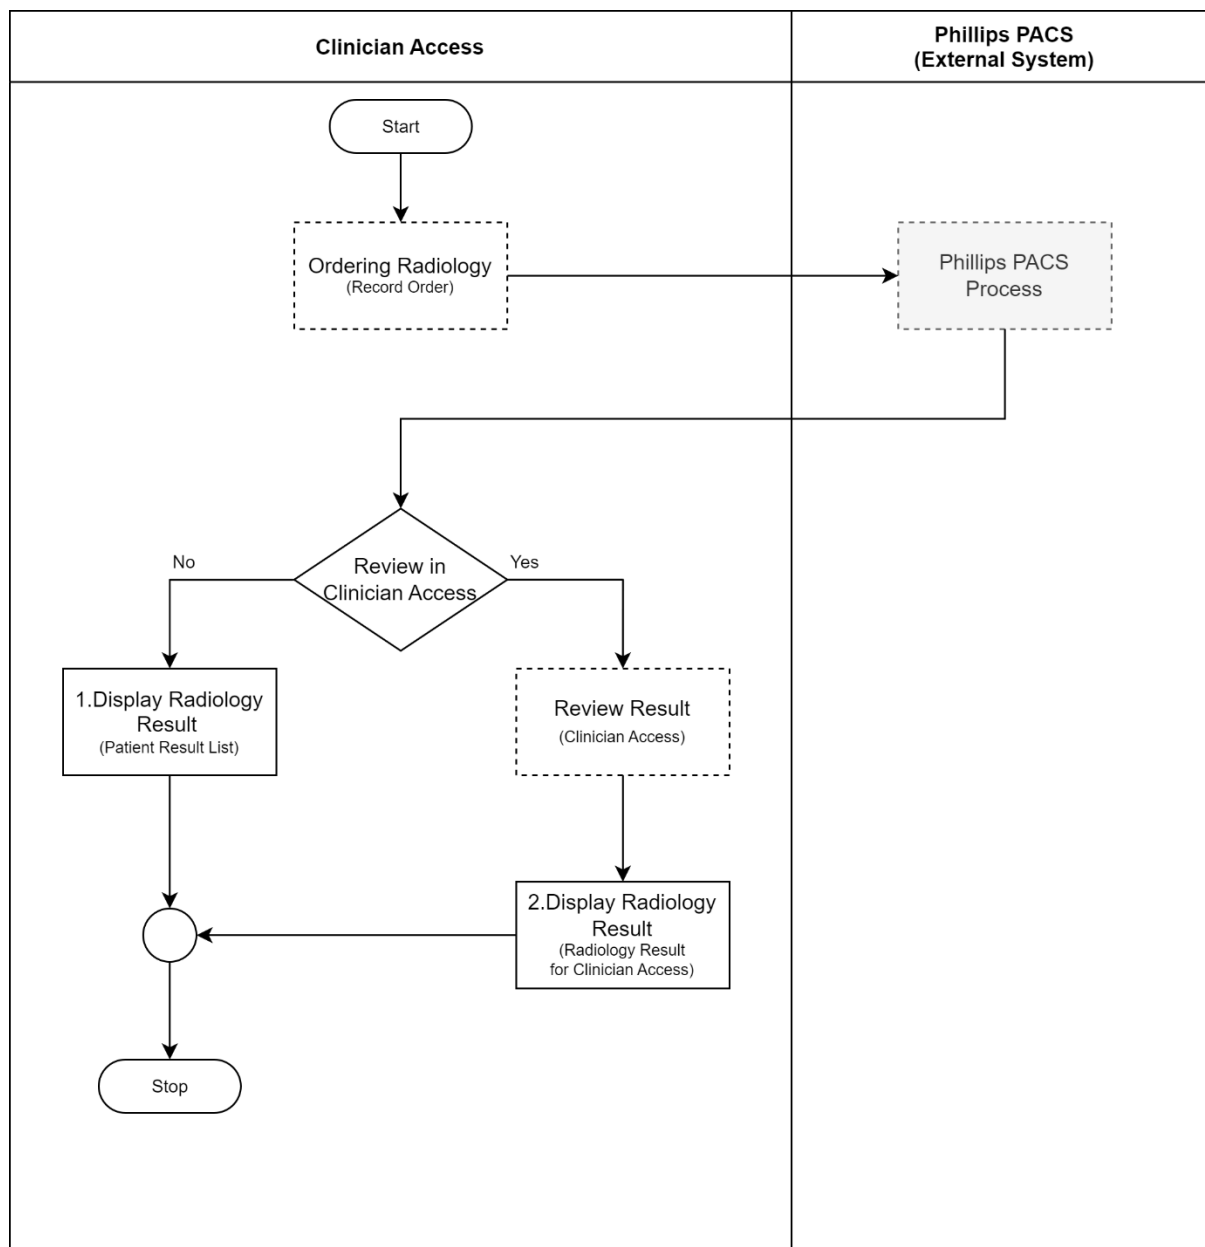 Clinician Access
Phillips PACS
(External System)
Start
Ordering Radiology
(Record Order)
Phillips PACS
Process
Review in
Clinician Access
No
Yes
1.Display Radiology
Result
(Patient Result List)
Review Result
(Clinician Access)
2.Display Radiology
Result
(Radiology Result
for Clinician Access)
Stop